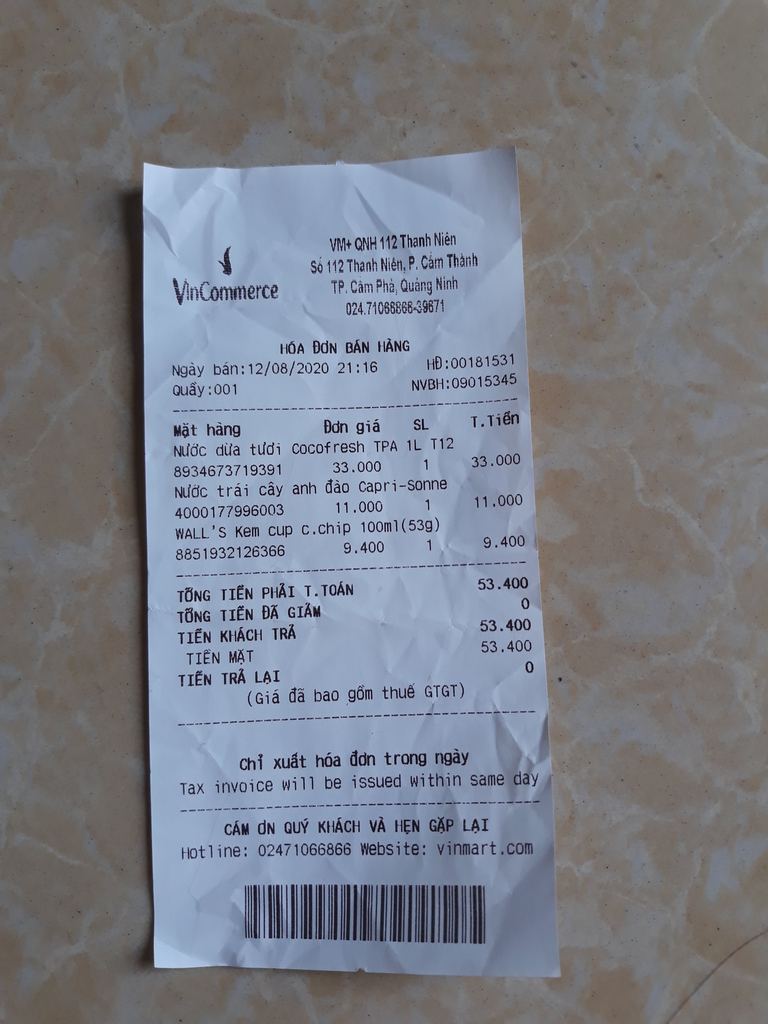 VinCommerce
VM+ QNH 112 Thanh Niên
Số 112 Thanh Niên, P. Cẩm Thành
TP. Cẩm Phả, Quảng Ninh
024.71066866-39671
HÓA ĐƠN BÁN HÀNG
Ngày bán:12/08/2020 21:16 HĐ:00181531
Quầy:001 NVBH:09015345
Mặt hàng Đơn giá SL T.Tiền
Nước dừa tươi Cocofresh TPA 1L T12
8934673719391 33.000 1 33.000
Nước trái cây anh đào Capri-Sonne
4000177996003 11.000 1 11.000
WALL'S Kem cup C.Chip 100ml(53g)
8851932126366 9.400 1 9.400
TỔNG TIỀN PHẢI T.TOÁN 53.400
TỔNG TIỀN ĐÃ GIẢM 0
TIỀN KHÁCH TRẢ 53.400
TIỀN MẶT 53.400
TIỀN TRẢ LẠI 0
(Giá đã bao gồm thuế GTGT)
Chỉ xuất hóa đơn trong ngày
Tax invoice will be issued within same day
CẢM ƠN QUÝ KHÁCH VÀ HẸN GẶP LẠI
Hotline: 02471066866 Website: vinmart.com